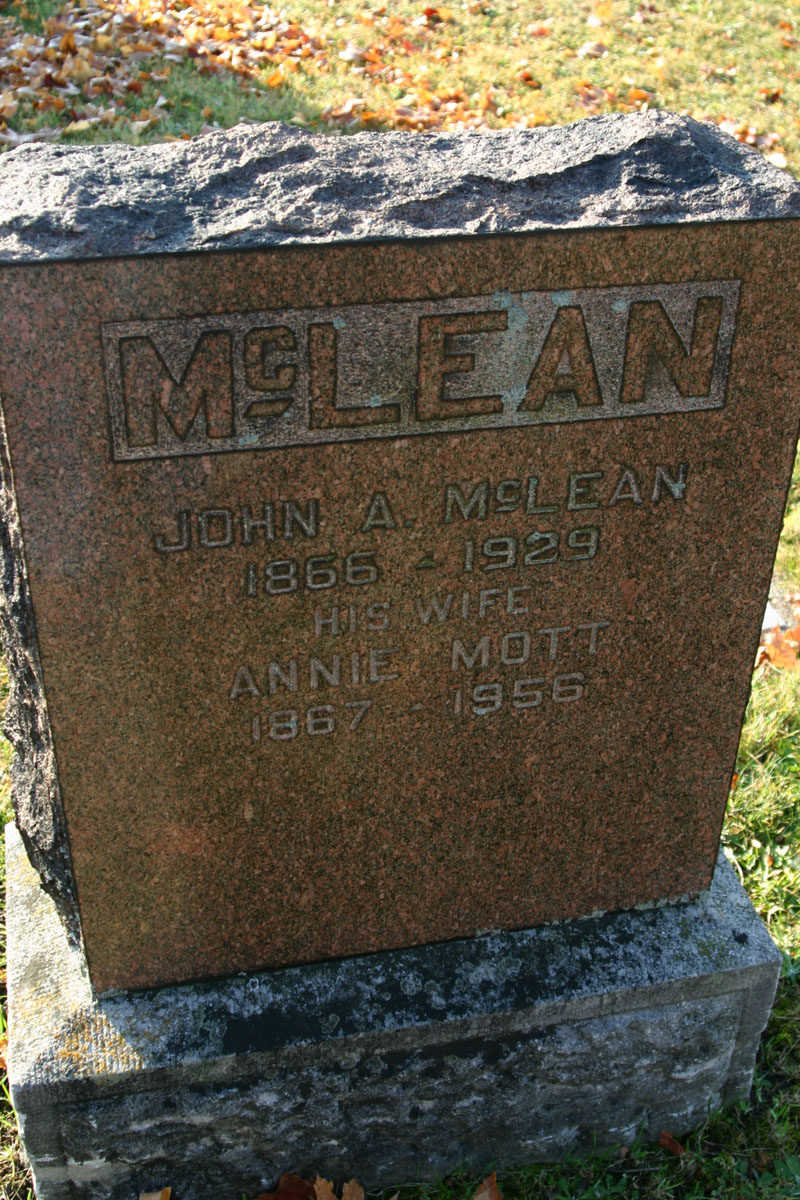 McLEAN
JOHN A. McLEAN
1866 - 1929
HIS WIFE
ANNIE MOTT
1867 - 1956